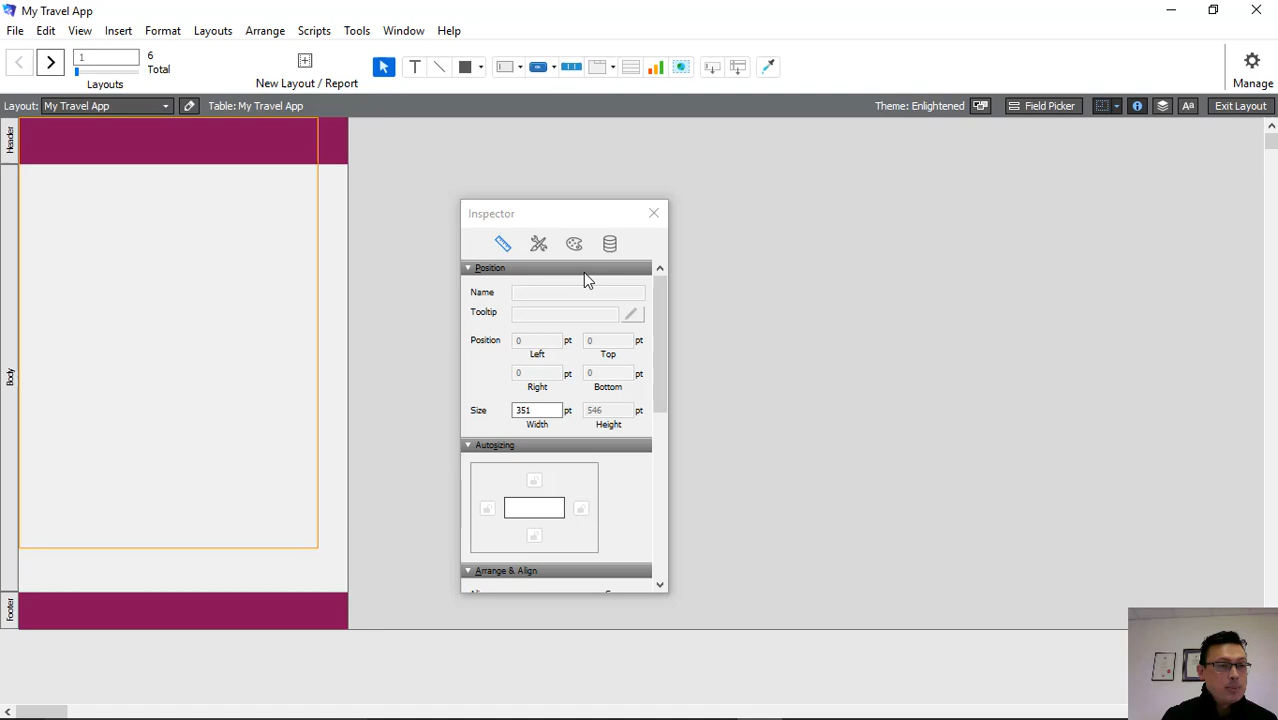 My Travel App
File Edit View Insert Format Layouts Arrange Scripts Tools Window Help
1
6
Total
Layouts
New Layout / Report
Manage
Layout: My Travel App Table: My Travel App Theme: Enlightened Field Picker Aa Exit Layout
Header
Body
Footer
Inspector
Position
Name
Tooltip
Position 0 pt 0 pt
Left Top
0 pt 0 pt
Right Bottom
Size 351 pt 546 pt
Width Height
Autosizing
Arrange & Align